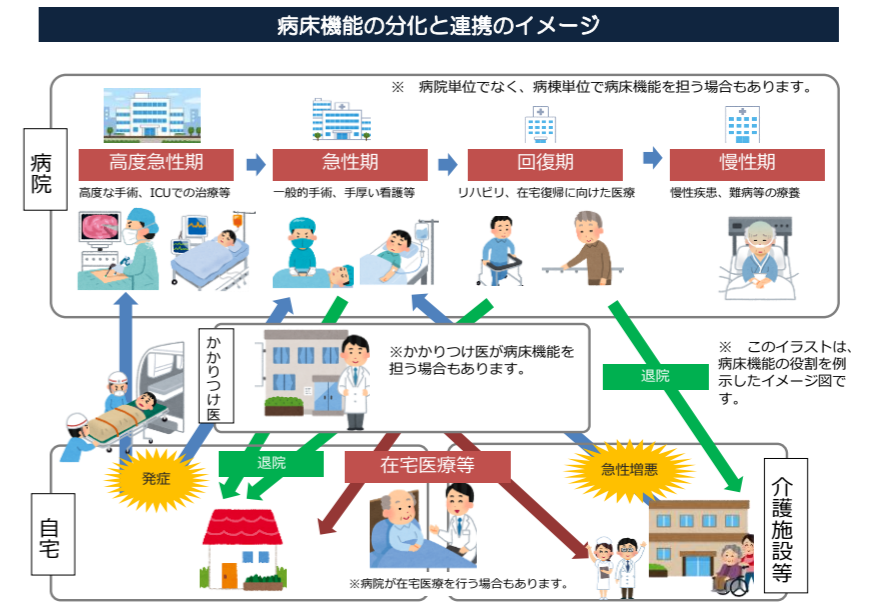 病床機能の分化と連携のイメージ
※　病院単位でなく、病棟単位で病床機能を担う場合もあります。
病院
高度急性期
急性期
回復期
慢性期
高度な手術、ICUでの治療等
一般的手術、手厚い看護等
リハビリ、在宅復帰に向けた医療
慢性疾患、難病等の療養
かかりつけ医
※かかりつけ医が病床機能を
担う場合もあります。
※　このイラストは、
病床機能の役割を例
示したイメージ図で
す。
退院
発症
退院
在宅医療等
急性増悪
自宅
介護施設等
※病院が在宅医療を行う場合もあります。